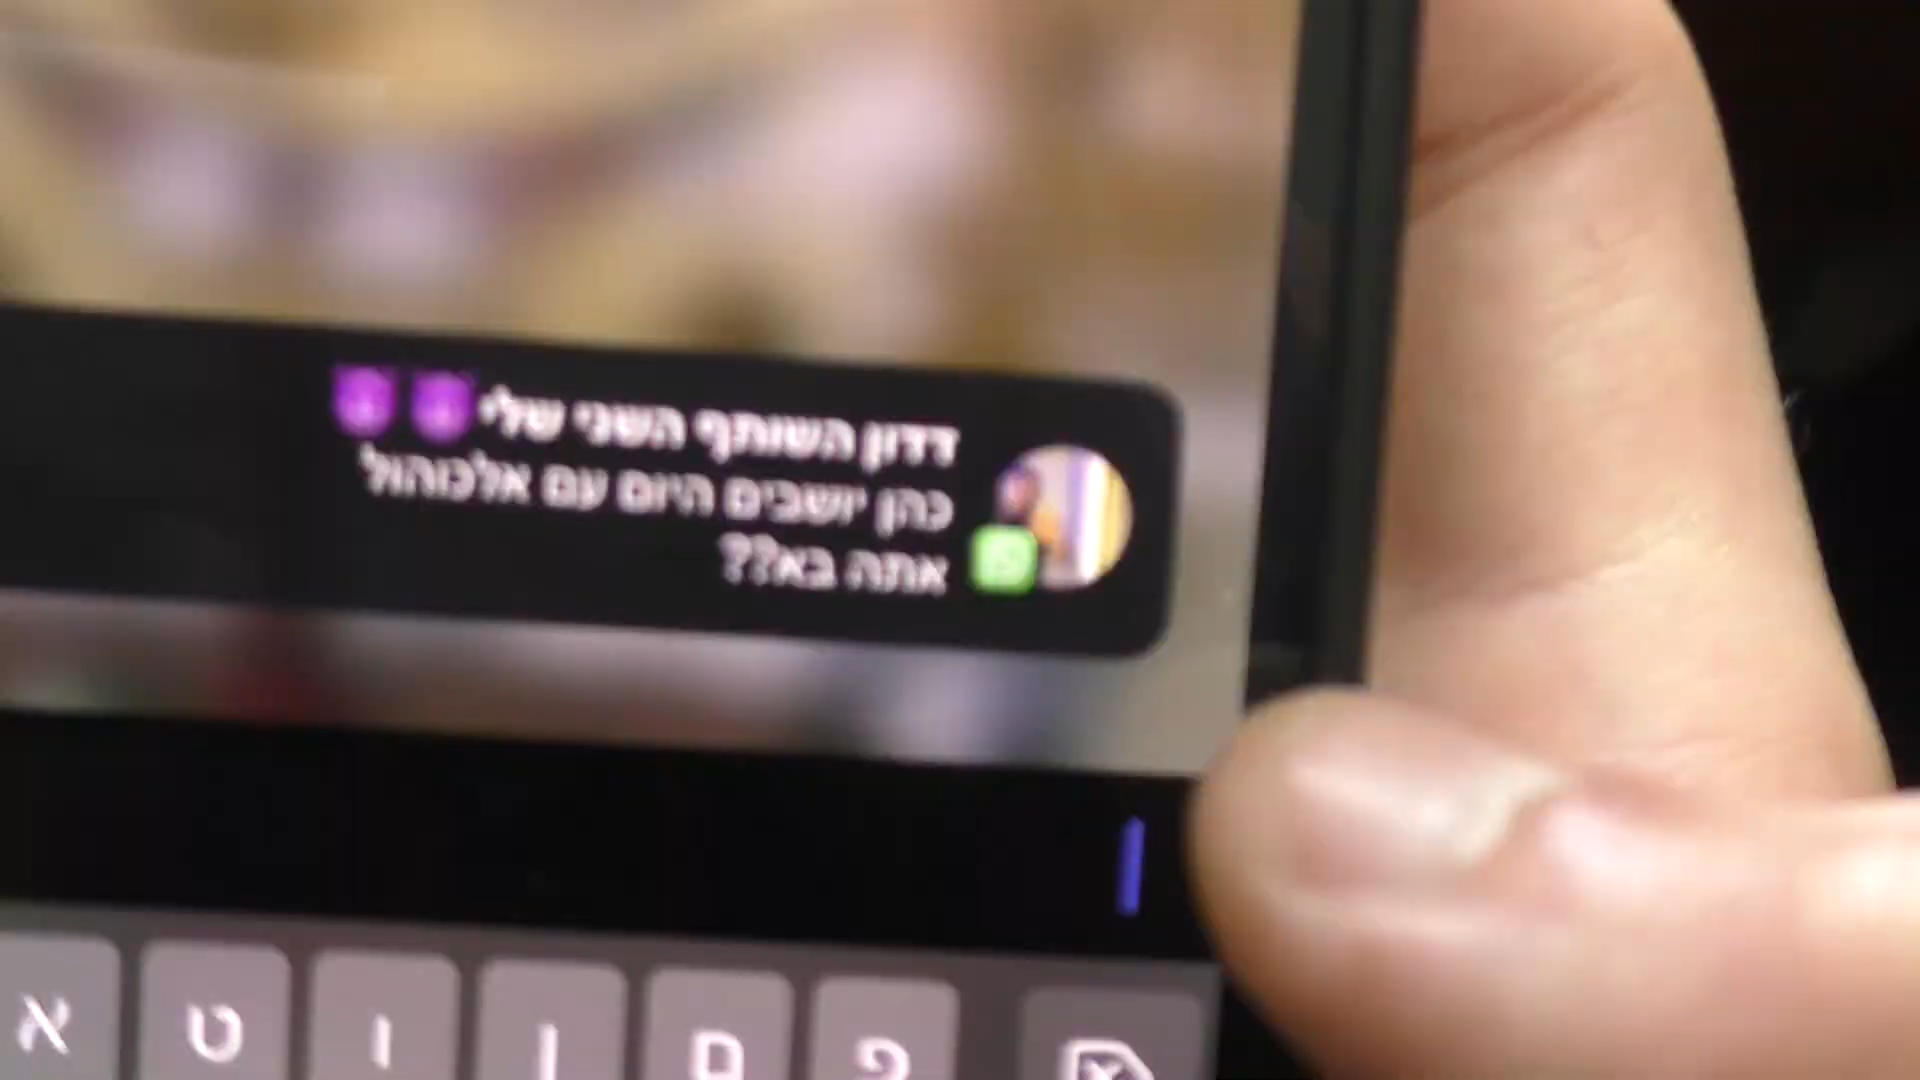 דדון השותף השני שלי 😈 😈
כהן יושבים היום עם אלכוהול
אתה בא??
א ט ו ן ם פ